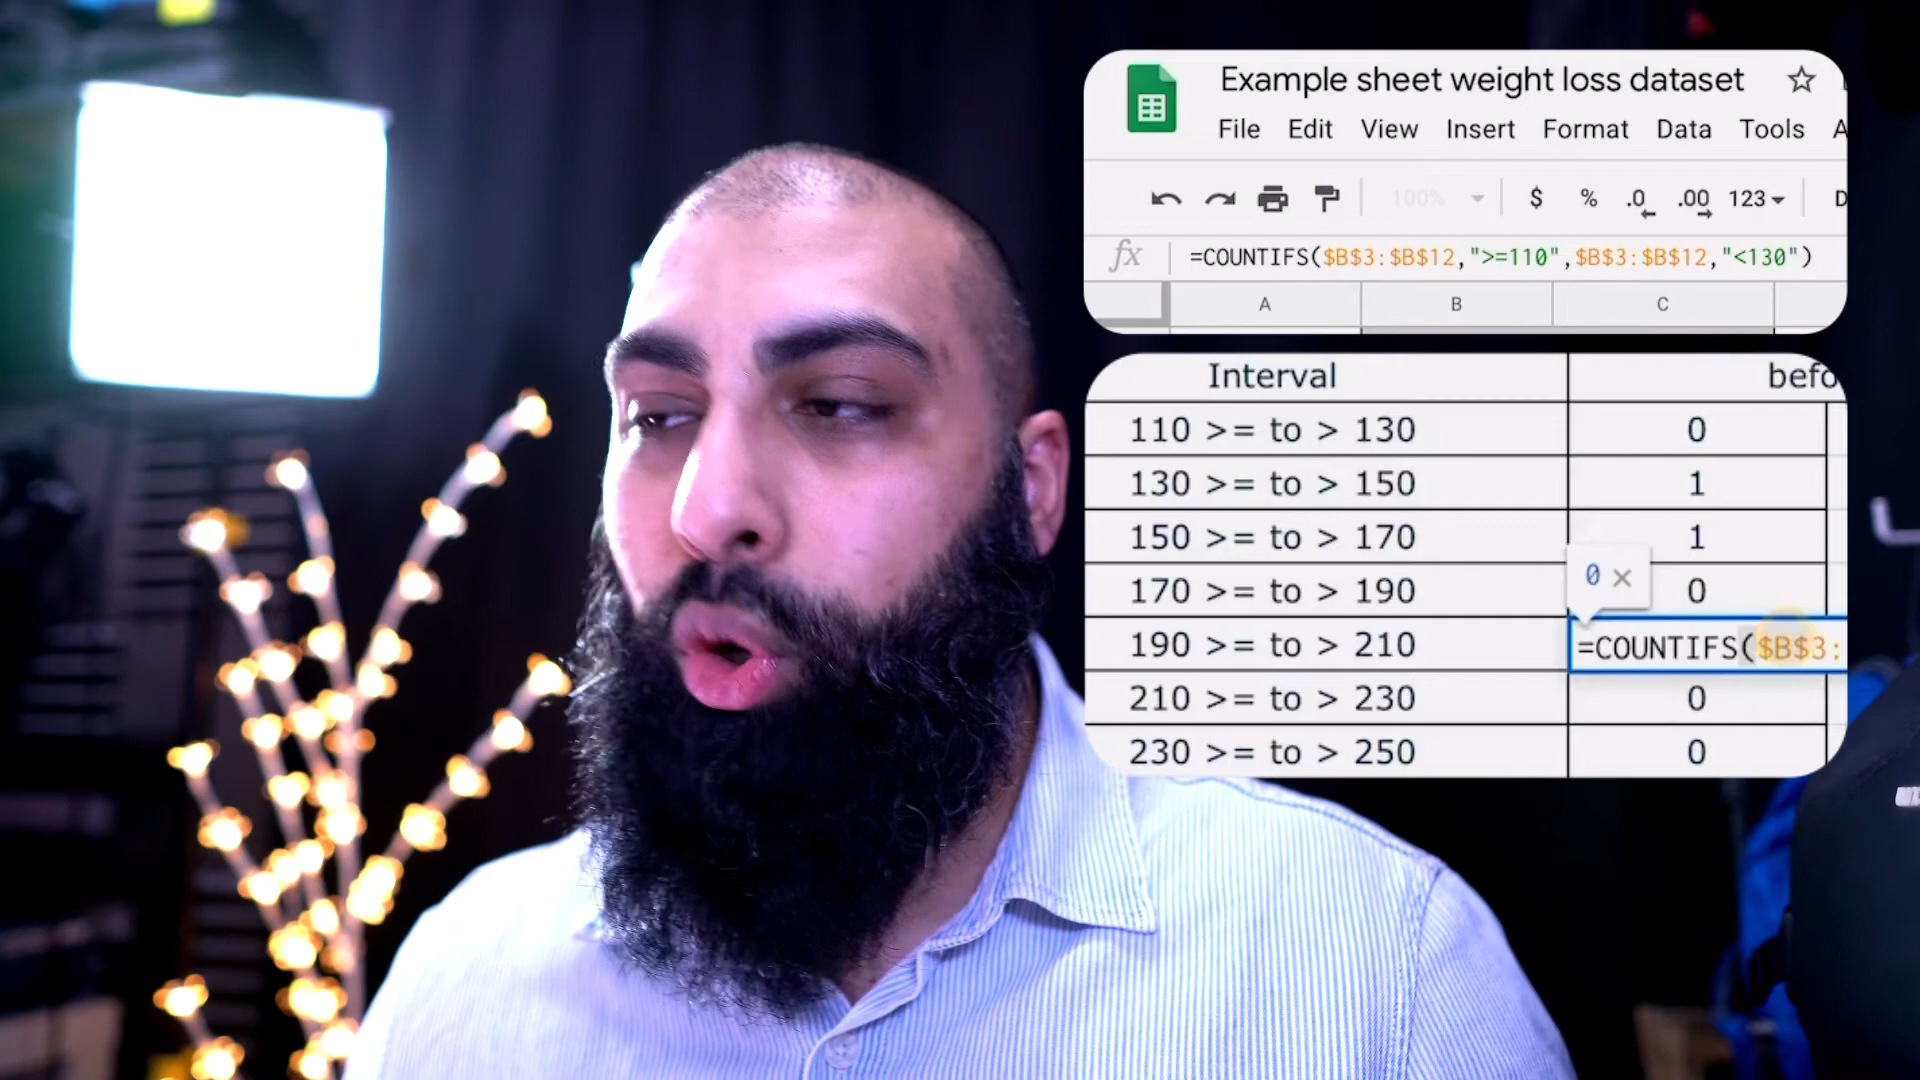 Example sheet weight loss dataset
File Edit View Insert Format Data Tools A
100% $ % .0 .00 123 D
fx =COUNTIFS($B$3:$B$12,">=110",$B$3:$B$12,"<130")
A B C
Interval befo
110 >= to > 130 0
130 >= to > 150 1
150 >= to > 170 1
0 ×
170 >= to > 190 0
190 >= to > 210 =COUNTIFS($B$3:
210 >= to > 230 0
230 >= to > 250 0